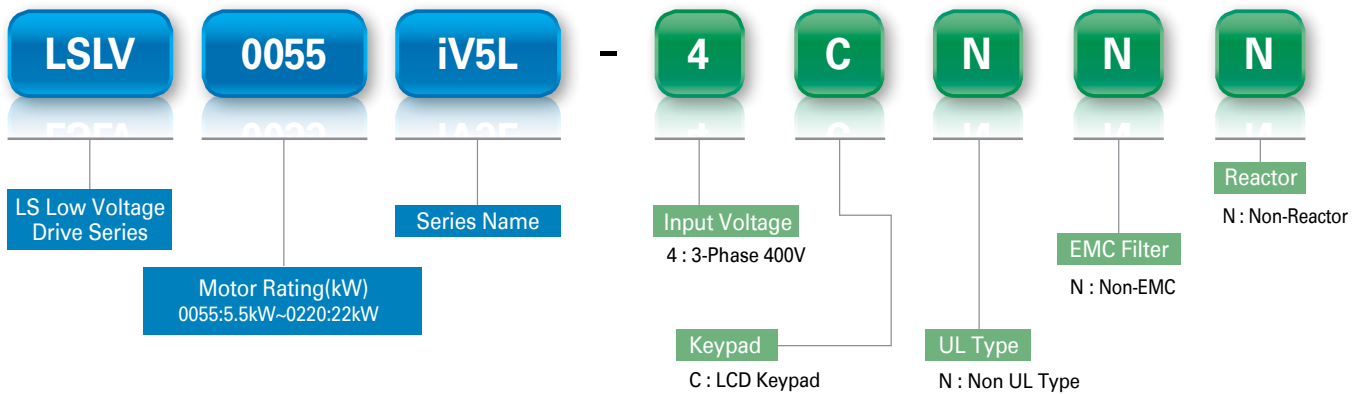 LSLV 0055 iV5L - 4 C N N N
LS Low Voltage
Drive Series
Motor Rating(kW)
0055:5.5kW~0220:22kW
Series Name
Input Voltage
4 : 3-Phase 400V
Keypad
C : LCD Keypad
UL Type
N : Non UL Type
EMC Filter
N : Non-EMC
Reactor
N : Non-Reactor